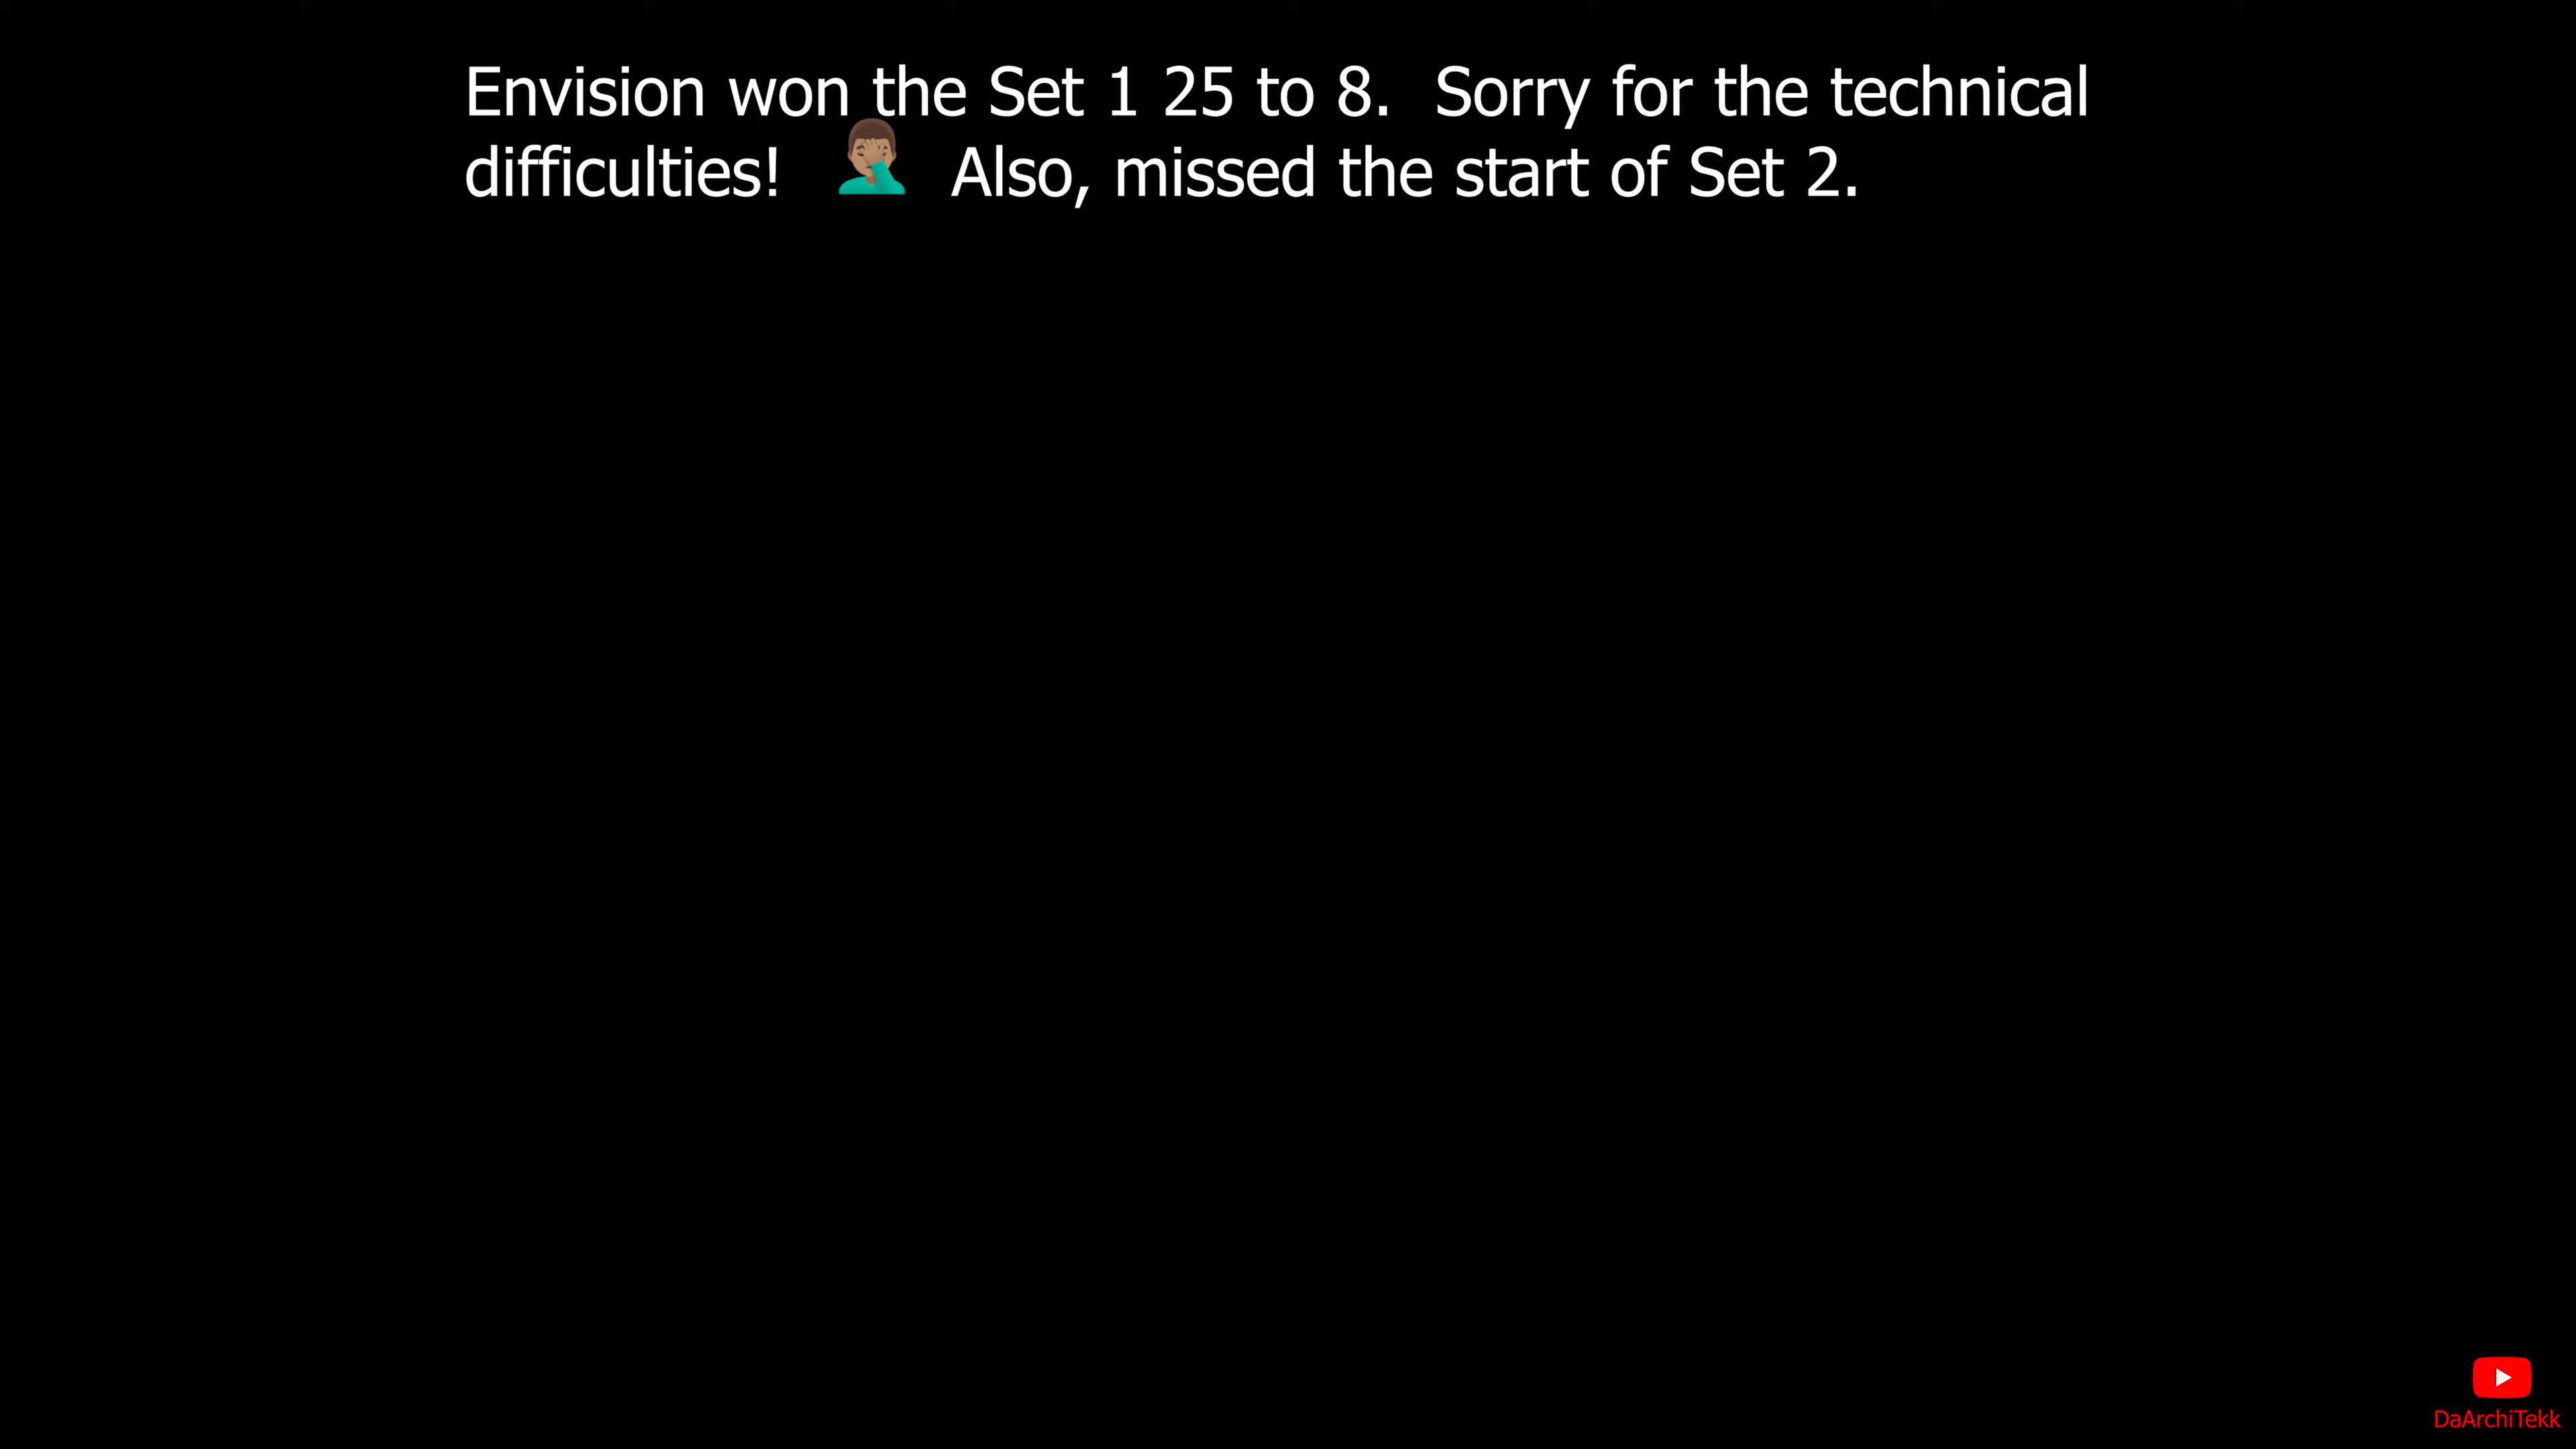 Envision won the Set 1 25 to 8.  Sorry for the technical
difficulties! 🤦🏽‍♂️ Also, missed the start of Set 2.
DaArchiTekk